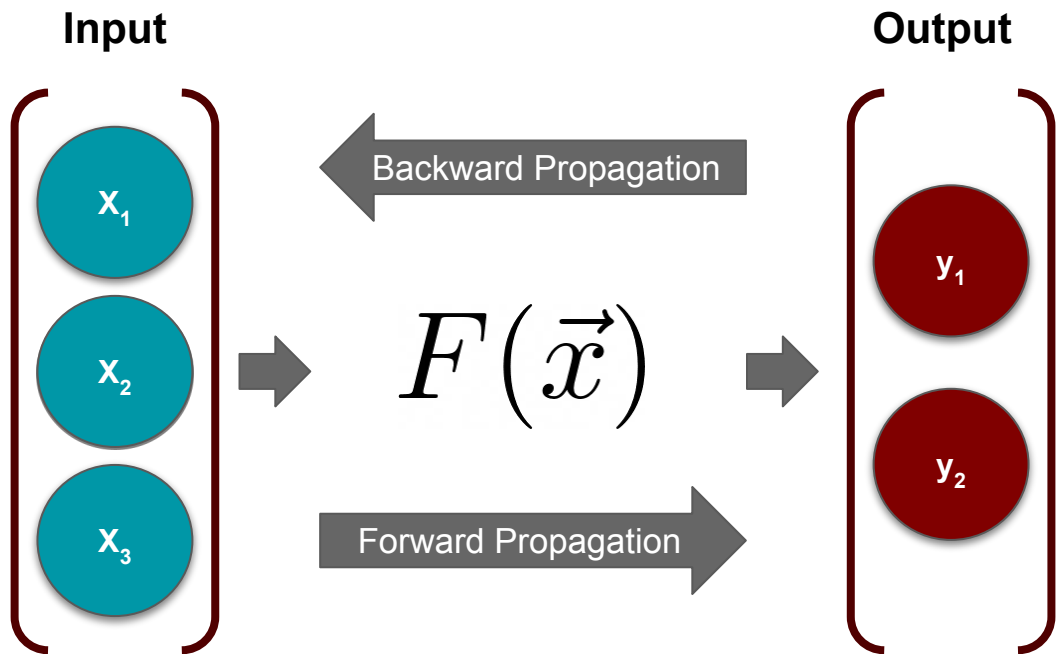 Input
Output
x₁
x₂
x₃
Backward Propagation
F(x⃗)
Forward Propagation
y₁
y₂